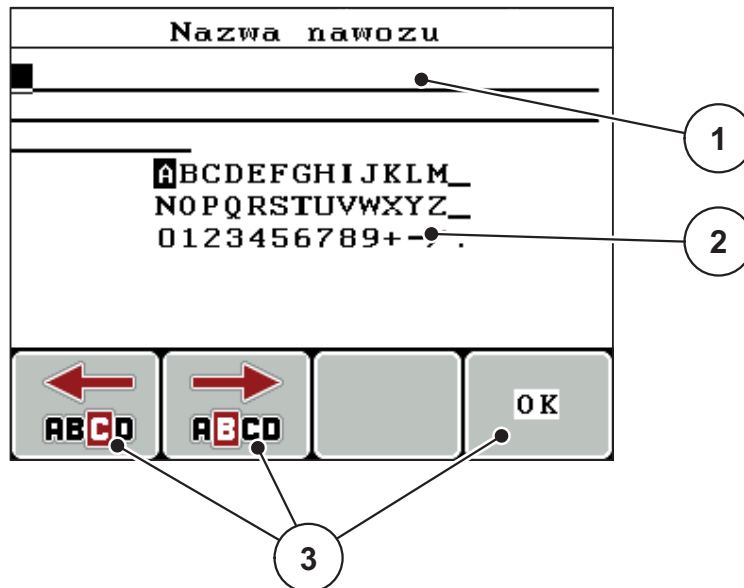 Nazwa nawozu
ABCDEFGHIJKLM_
NOPQRSTUVWXYZ_
0123456789+-/.
ABCD
ABCD
OK
1
2
3